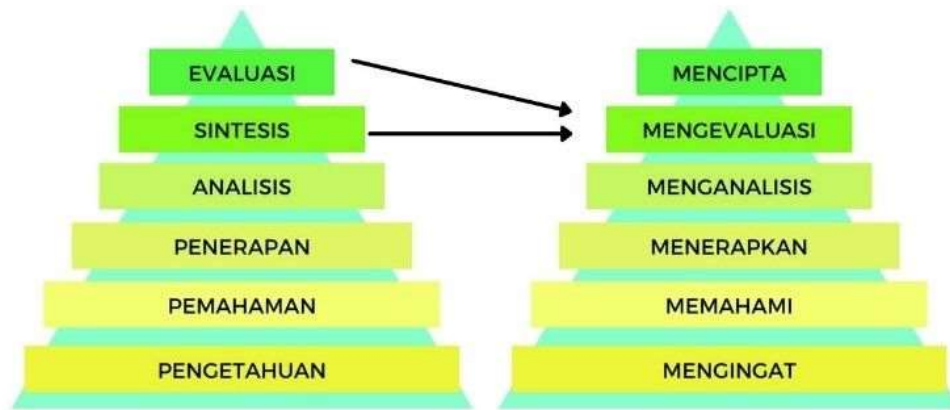 EVALUASI
SINTESIS
ANALISIS
PENERAPAN
PEMAHAMAN
PENGETAHUAN
MENCIPTA
MENGEVALUASI
MENGANALISIS
MENERAPKAN
MEMAHAMI
MENGINGAT